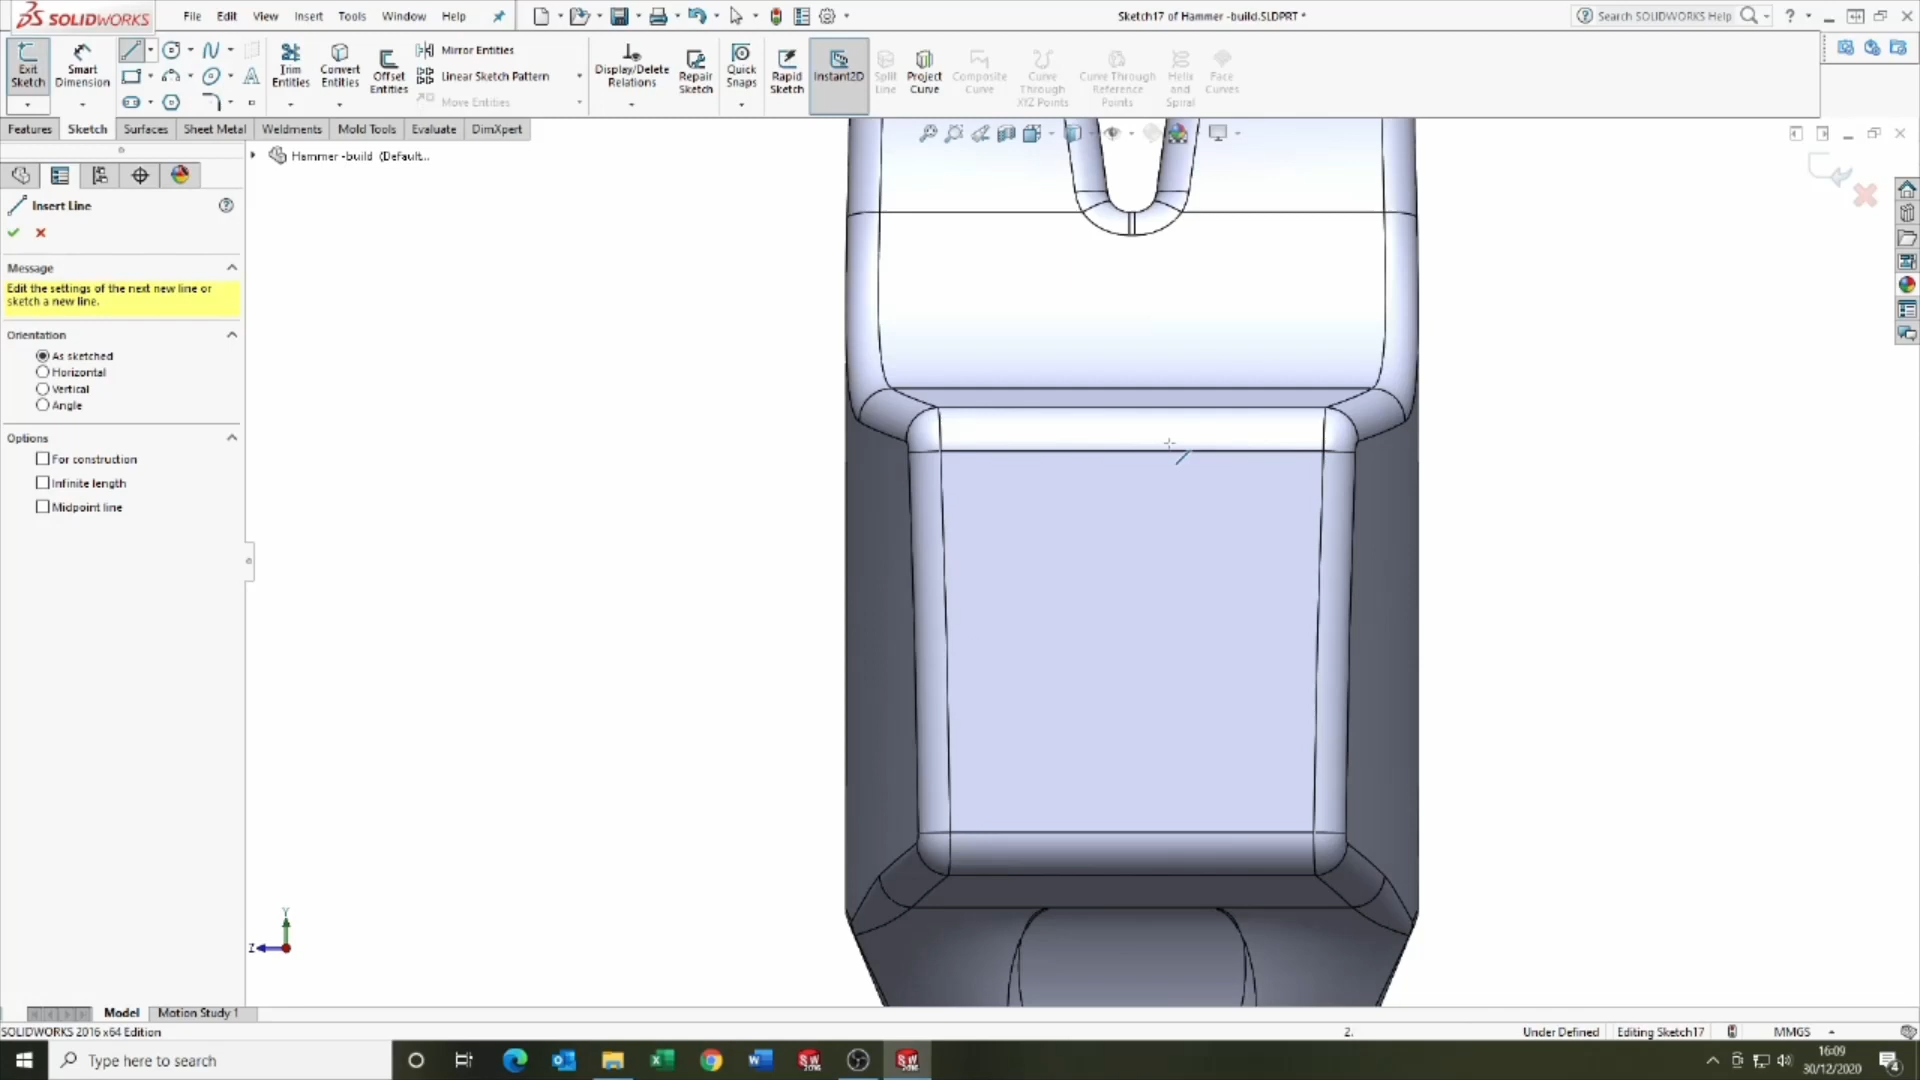 SOLIDWORKS File Edit View Insert Tools Window Help
Sketch17 of Hammer -build.SLDPRT *
Search SOLIDWORKS Help
Exit Sketch
Smart Dimension
Trim Entities
Convert Entities
Offset Entities
Mirror Entities
Linear Sketch Pattern
Move Entities
Display/Delete Relations
Repair Sketch
Quick Snaps
Rapid Sketch
Instant2D
Split Line
Project Curve
Composite Curve
Curve Through XYZ Points
Curve Through Reference Points
Helix and Spiral
Face Curves
Features Sketch Surfaces Sheet Metal Weldments Mold Tools Evaluate DimXpert
Hammer -build (Default...
Insert Line
Message
Edit the settings of the next new line or
sketch a new line.
Orientation
As sketched
Horizontal
Vertical
Angle
Options
For construction
Infinite length
Midpoint line
Y
Z
Model Motion Study 1
SOLIDWORKS 2016 x64 Edition
2.
Under Defined Editing Sketch17 MMGS
Type here to search
16:09
30/12/2020
4